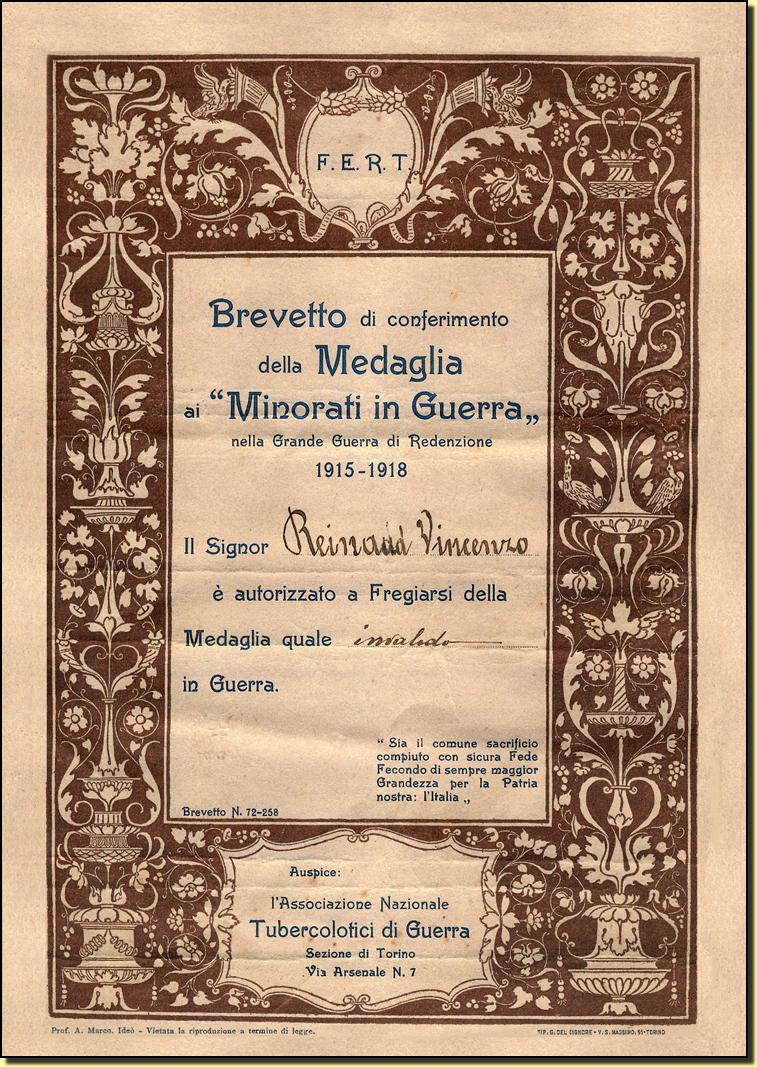 F. E. R. T.
Brevetto di conferimento
della Medaglia
ai “Minorati in Guerra„
nella Grande Guerra di Redenzione
1915-1918
Il Signor Vincenzo
è autorizzato a Fregiarsi della
Medaglia quale invalido
in Guerra.
“ Sia il comune sacrificio
compiuto con sicura Fede
Fecondo di sempre maggior
Grandezza per la Patria
nostra: l'Italia „
Brevetto N. 72-258
Auspice:
l'Associazione Nazionale
Tubercolotici di Guerra
Sezione di Torino
Via Arsenale N. 7
Prof. A. Marco. Ideò - Vietata la riproduzione a termine di legge.
TIP. G. DEL SIGNORE - V. S. MASSIMO, 51-TORINO